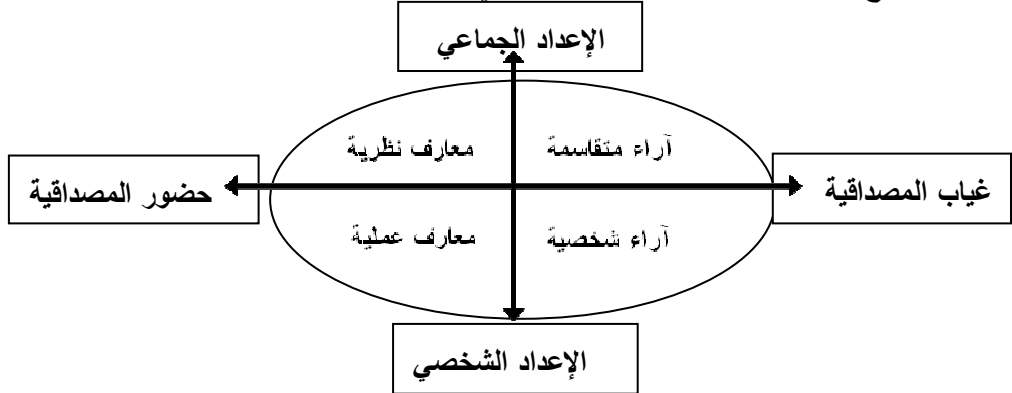 الإعداد الجماعي
آراء متقاسمة
معارف نظرية
غياب المصداقية
حضور المصداقية
آراء شخصية
معارف عملية
الإعداد الشخصي